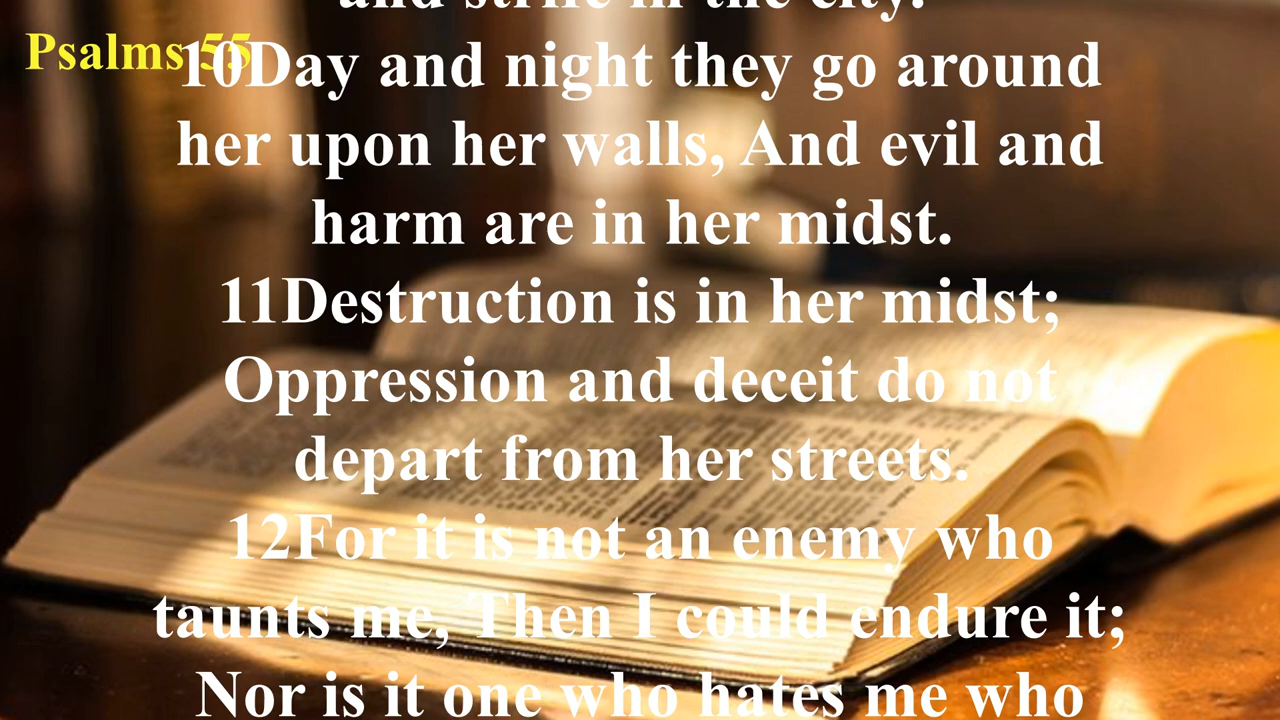 and strife in the city.
Psalms 55
10Day and night they go around
her upon her walls, And evil and
harm are in her midst.
11Destruction is in her midst;
Oppression and deceit do not
depart from her streets.
12For it is not an enemy who
taunts me, Then I could endure it;
Nor is it one who hates me who